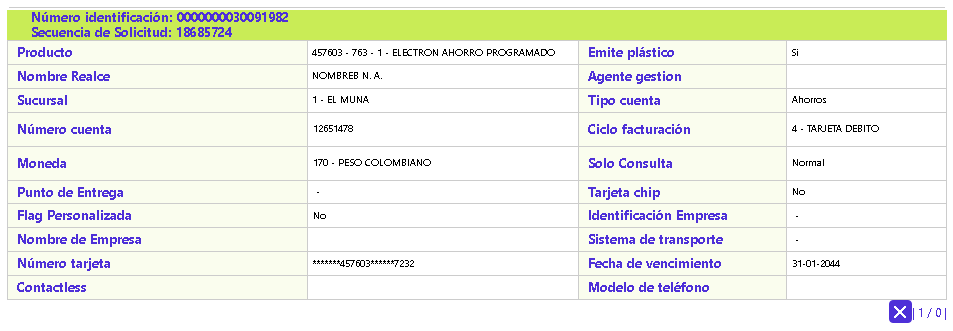 Número identificación: 0000000030091982
Secuencia de Solicitud: 18685724
Producto 457603 - 763 - 1 - ELECTRON AHORRO PROGRAMADO Emite plástico Si
Nombre Realce NOMBREB N. A. Agente gestion
Sucursal 1 - EL MUNA Tipo cuenta Ahorros
Número cuenta 12651478 Ciclo facturación 4 - TARJETA DEBITO
Moneda 170 - PESO COLOMBIANO Solo Consulta Normal
Punto de Entrega - Tarjeta chip No
Flag Personalizada No Identificación Empresa -
Nombre de Empresa Sistema de transporte -
Número tarjeta *******457603******7232 Fecha de vencimiento 31-01-2044
Contactless Modelo de teléfono
| 1 / 0 |